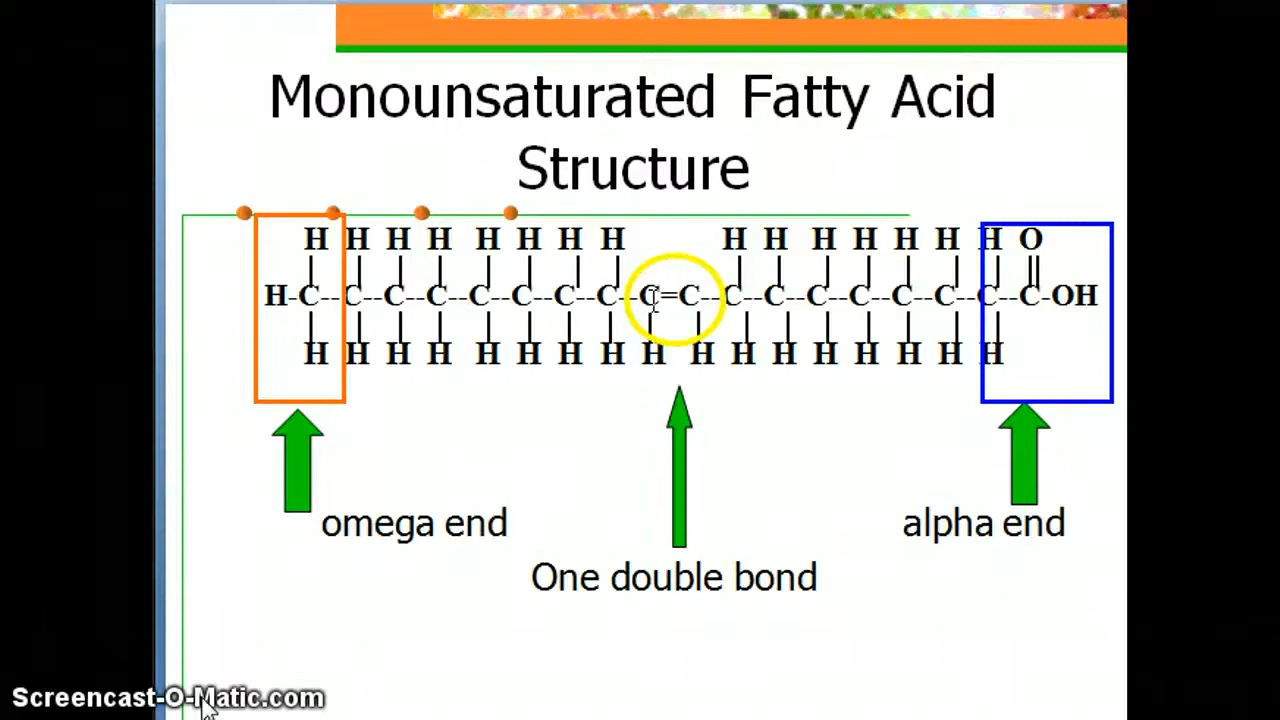 Monounsaturated Fatty Acid
Structure
H H H H H H H H H H H H H H H O
H-C--C--C--C--C--C--C--C--C=C--C--C--C--C--C--C--C--C-OH
H H H H H H H H H H H H H H H H H
omega end
alpha end
One double bond
Screencast-O-Matic.com